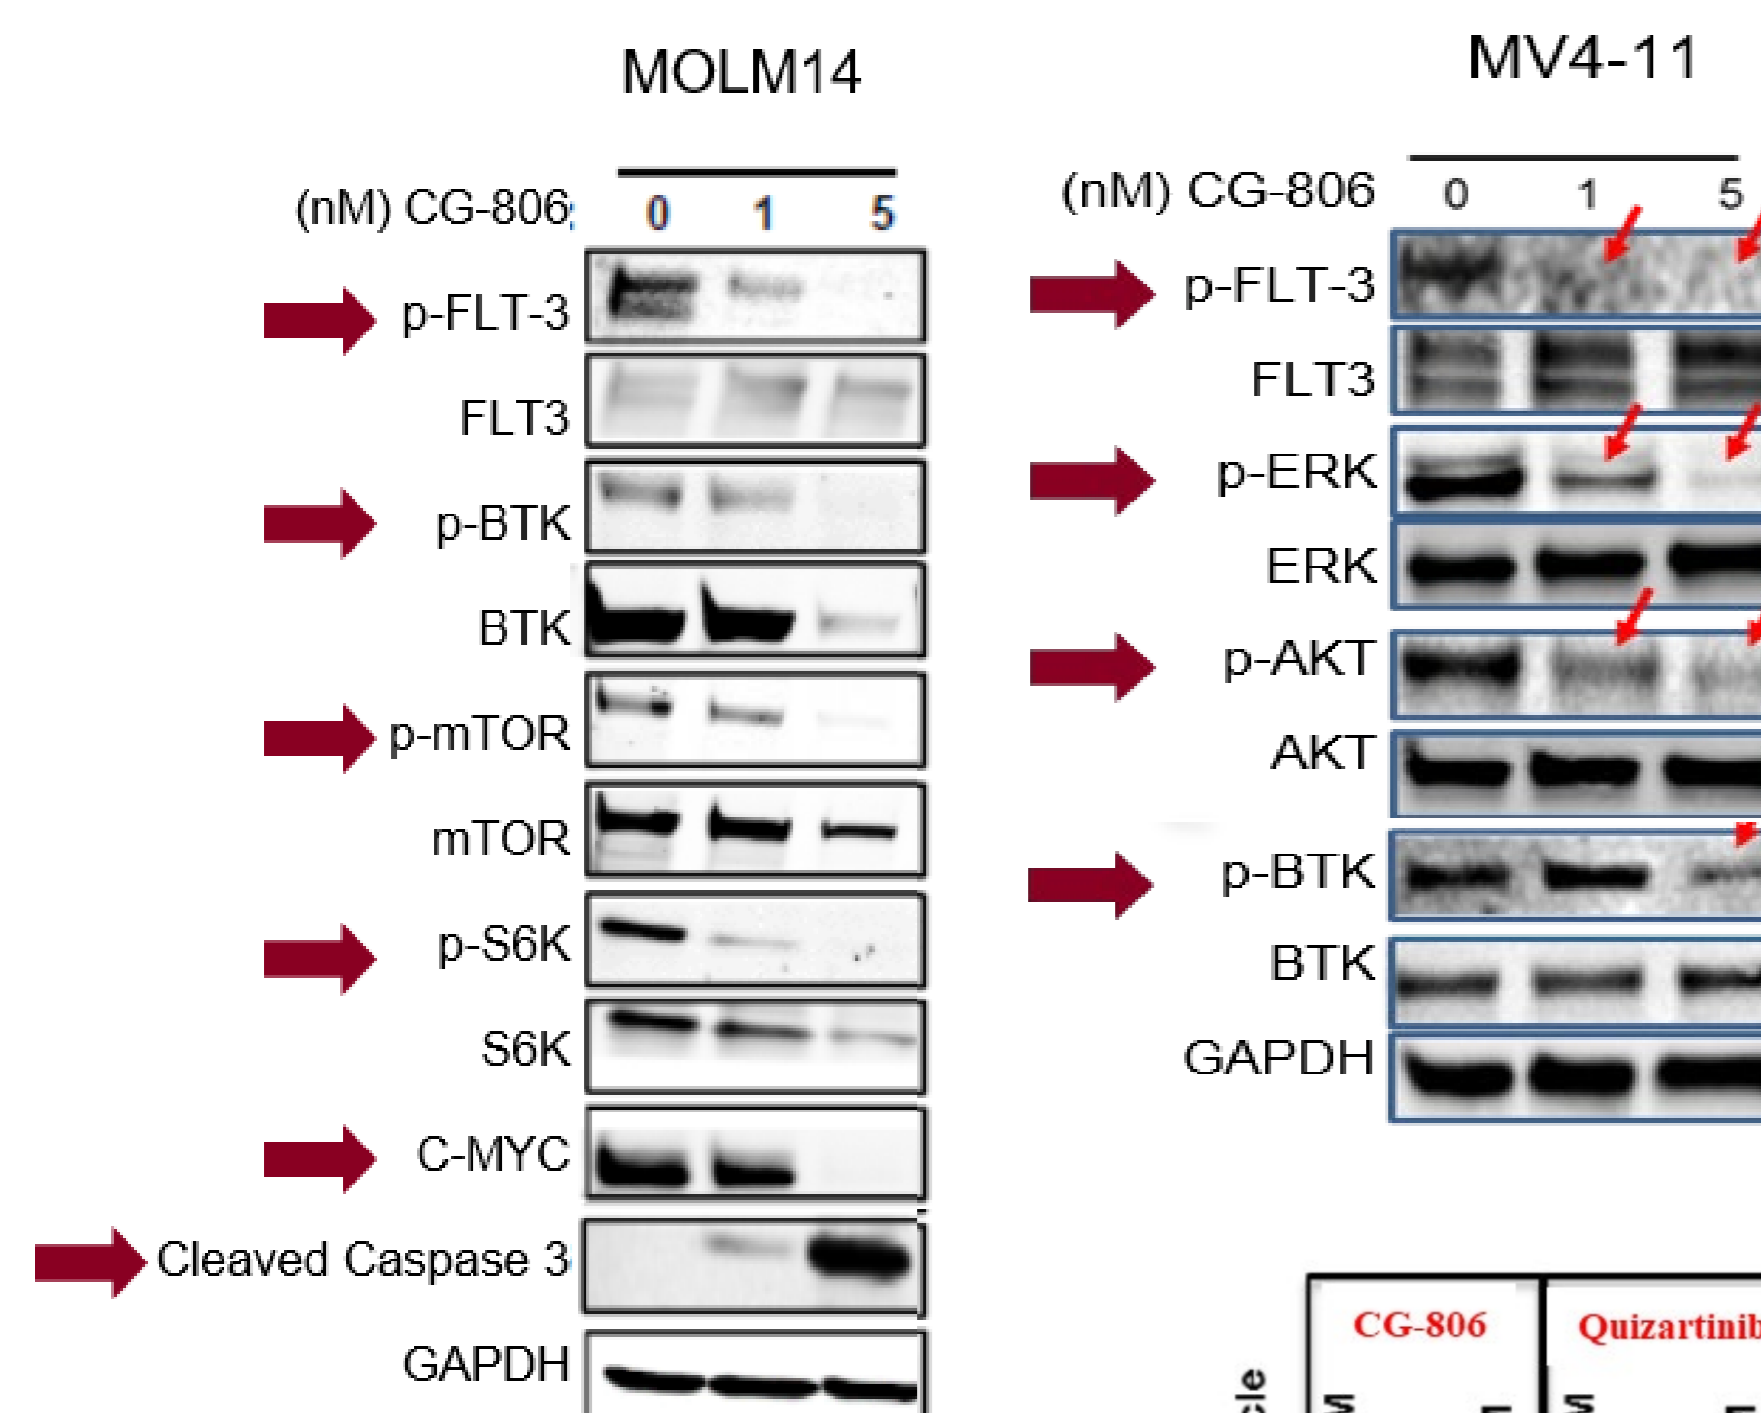 MOLM14
(nM) CG-806
0 1 5
p-FLT-3
FLT3
p-BTK
BTK
p-mTOR
mTOR
p-S6K
S6K
C-MYC
Cleaved Caspase 3
GAPDH
MV4-11
(nM) CG-806
0 1 5
p-FLT-3
FLT3
p-ERK
ERK
p-AKT
AKT
p-BTK
BTK
GAPDH
CG-806
Quizartinib